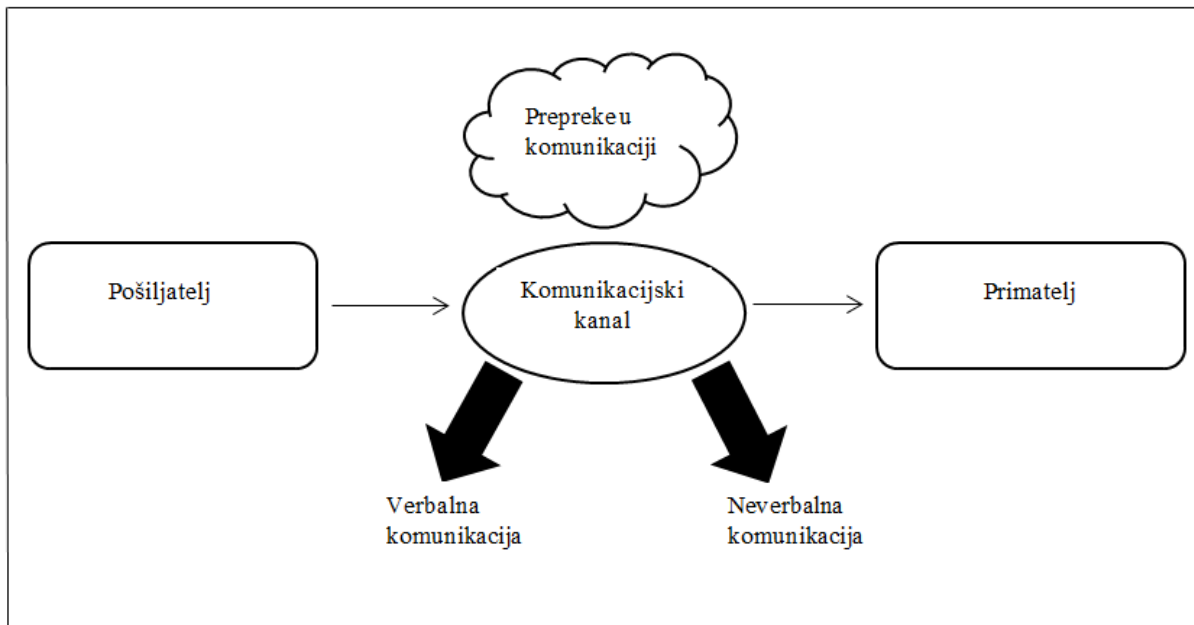 Prepreke u
komunikaciji
Pošiljatelj
Komunikacijski
kanal
Primatelj
Verbalna
komunikacija
Neverbalna
komunikacija